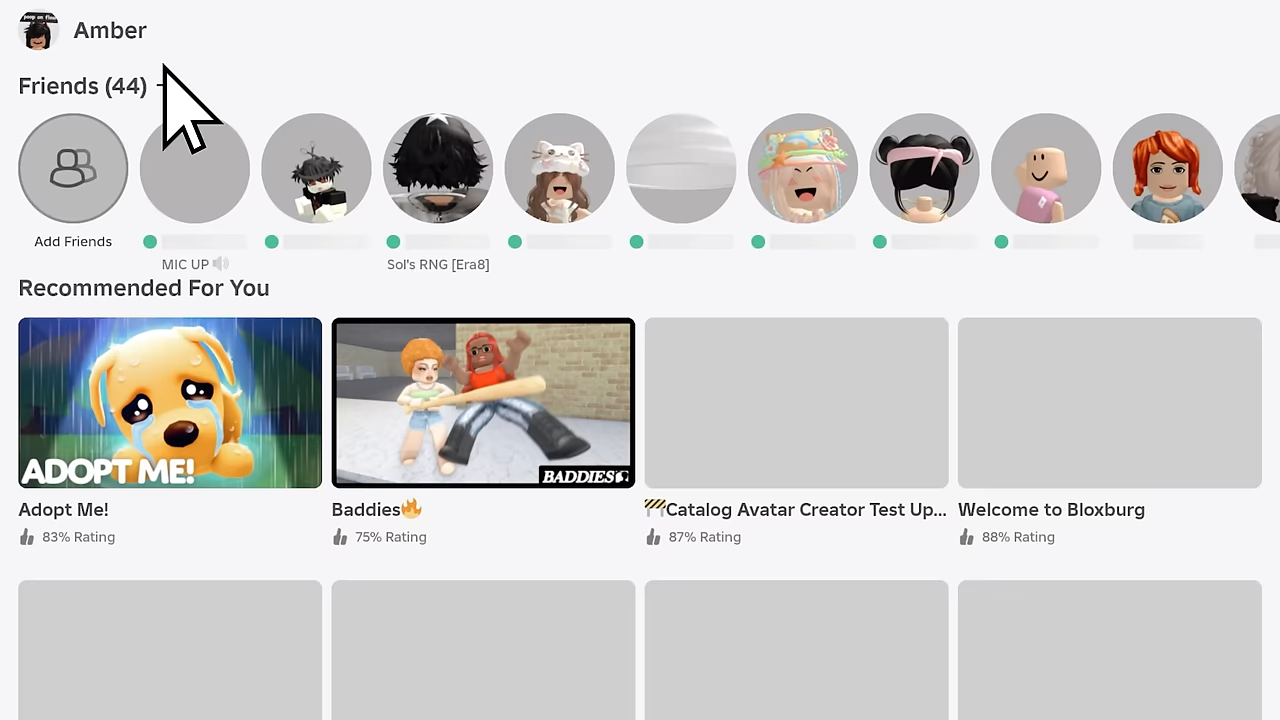 Amber
Friends (44)
Add Friends
MIC UP 🔊
Sol's RNG [Era8]
Recommended For You
ADOPT ME!
BADDIES
Adopt Me!
Baddies🔥
🚧Catalog Avatar Creator Test Up...
Welcome to Bloxburg
83% Rating
75% Rating
87% Rating
88% Rating